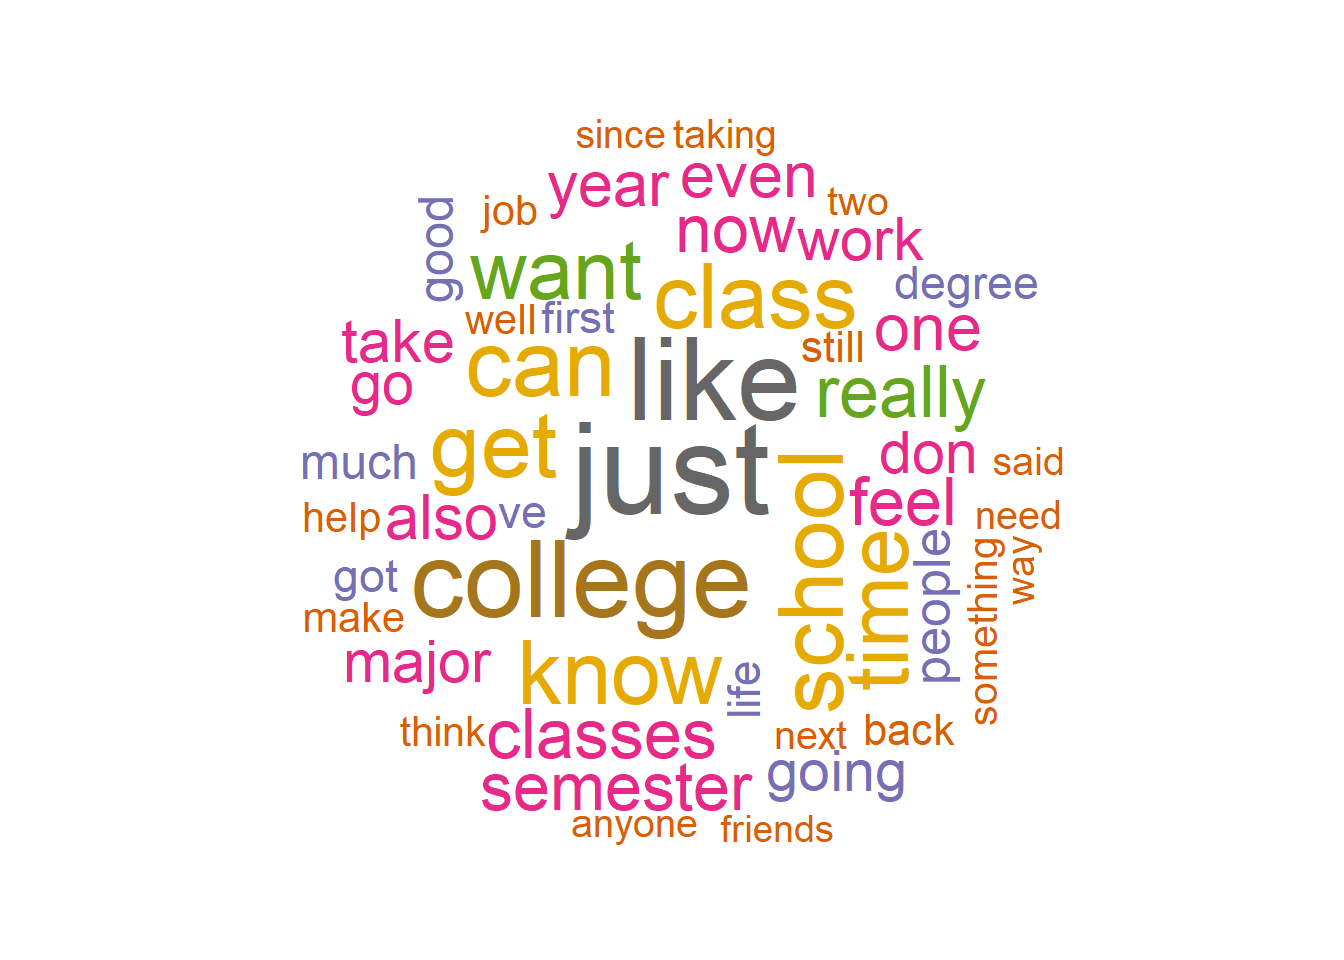 since taking
year even
good job two
now work
want class degree
well first one
take can like still
go really
much get just don said
school feel
help also ve need
time people something way
got college
make
major know life
think classes next back
semester going
anyone friends